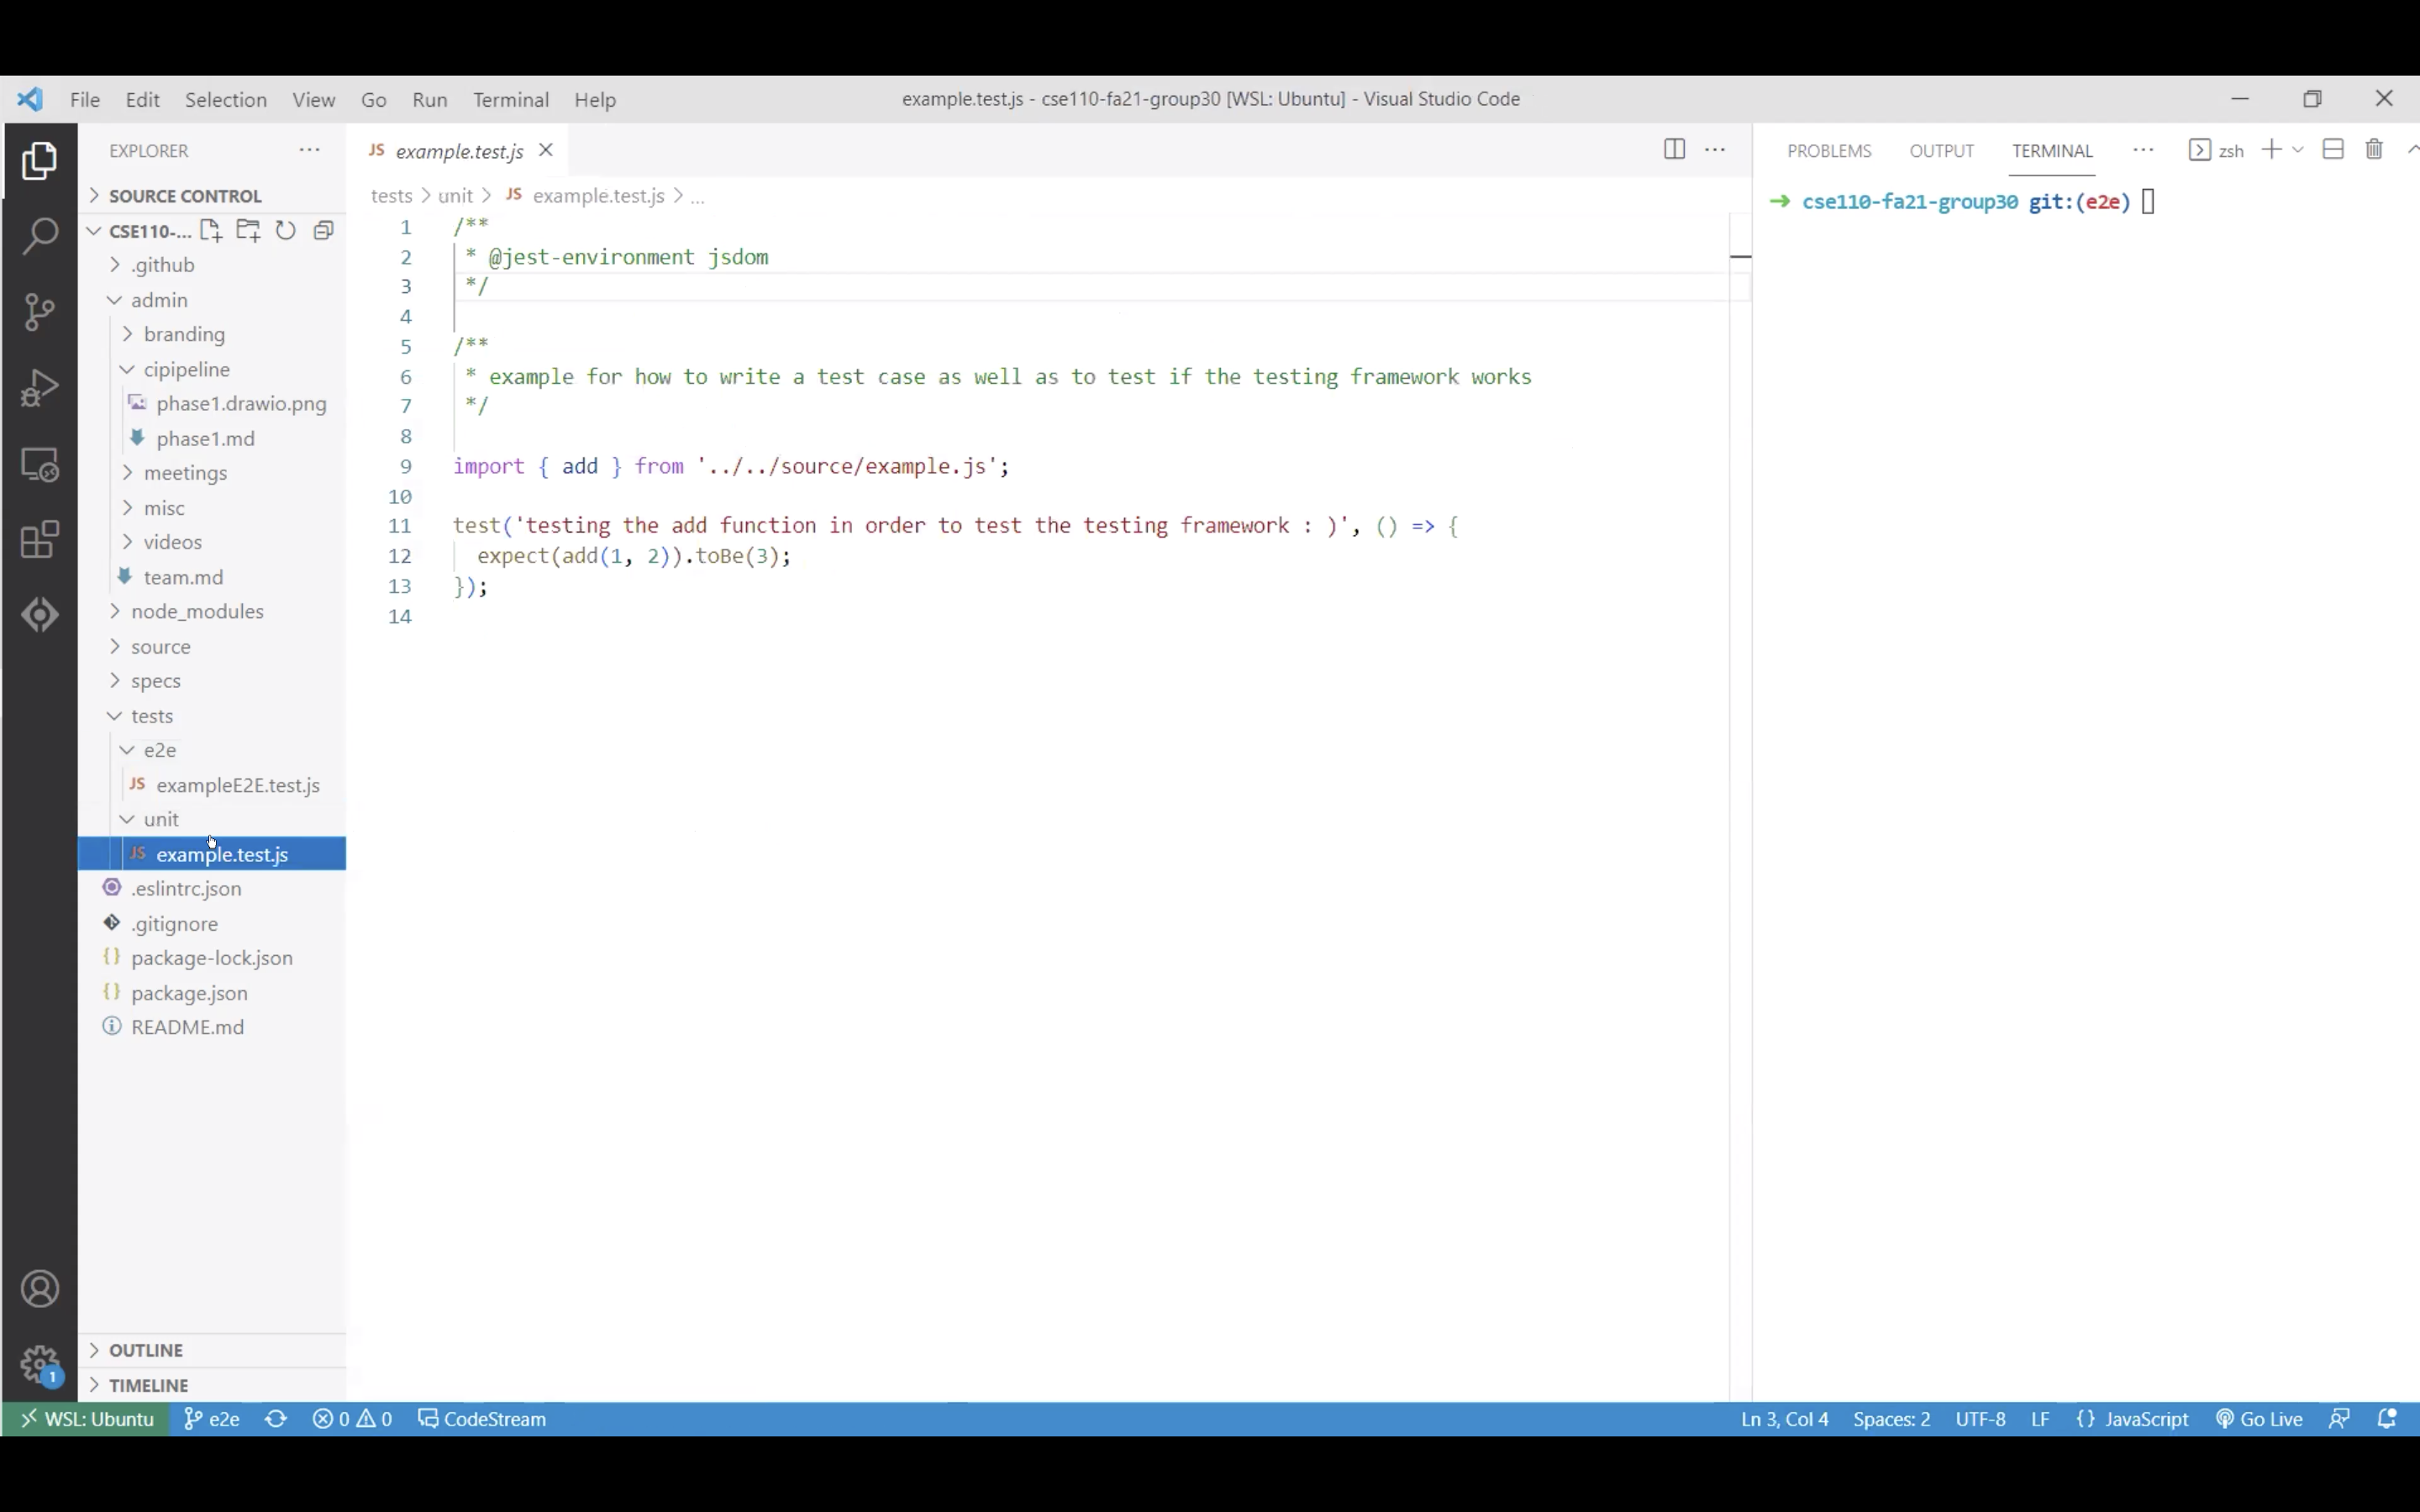 File Edit Selection View Go Run Terminal Help
example.test.js - cse110-fa21-group30 [WSL: Ubuntu] - Visual Studio Code
EXPLORER
SOURCE CONTROL
CSE110-...
.github
admin
branding
cipipeline
phase1.drawio.png
phase1.md
meetings
misc
videos
team.md
node_modules
source
specs
tests
e2e
JS exampleE2E.test.js
unit
JS example.test.js
.eslintrc.json
.gitignore
{} package-lock.json
{} package.json
README.md
OUTLINE
TIMELINE
JS example.test.js
tests > unit > JS example.test.js > ...
1 /**
2 * @jest-environment jsdom
3 */
4
5 /**
6 * example for how to write a test case as well as to test if the testing framework works
7 */
8
9 import { add } from '../../source/example.js';
10
11 test('testing the add function in order to test the testing framework : )', () => {
12 expect(add(1, 2)).toBe(3);
13 });
14
PROBLEMS OUTPUT TERMINAL ... zsh
→ cse110-fa21-group30 git:(e2e)
1
WSL: Ubuntu e2e 0 0 CodeStream Ln 3, Col 4 Spaces: 2 UTF-8 LF {} JavaScript Go Live